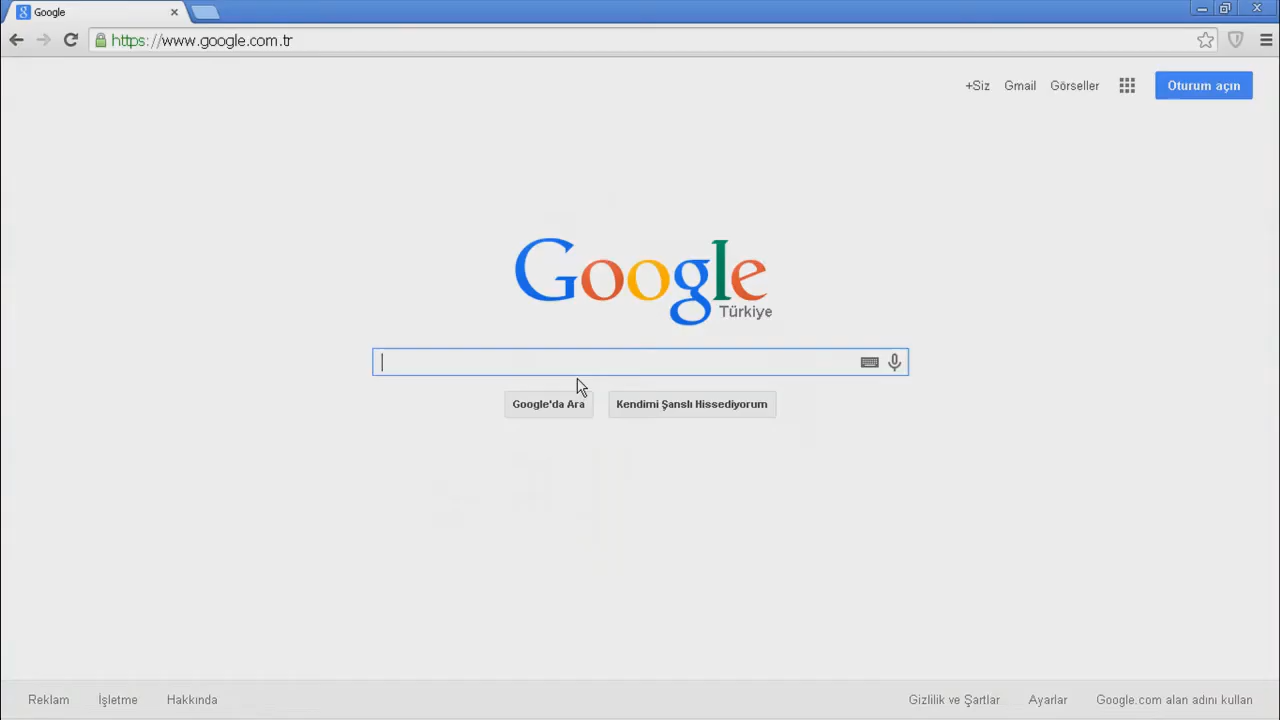 Google
https://www.google.com.tr
+Siz Gmail Görseller Oturum açın
Google
Türkiye
Google'da Ara Kendimi Şanslı Hissediyorum
Reklam İşletme Hakkında Gizlilik ve Şartlar Ayarlar Google.com alan adını kullan